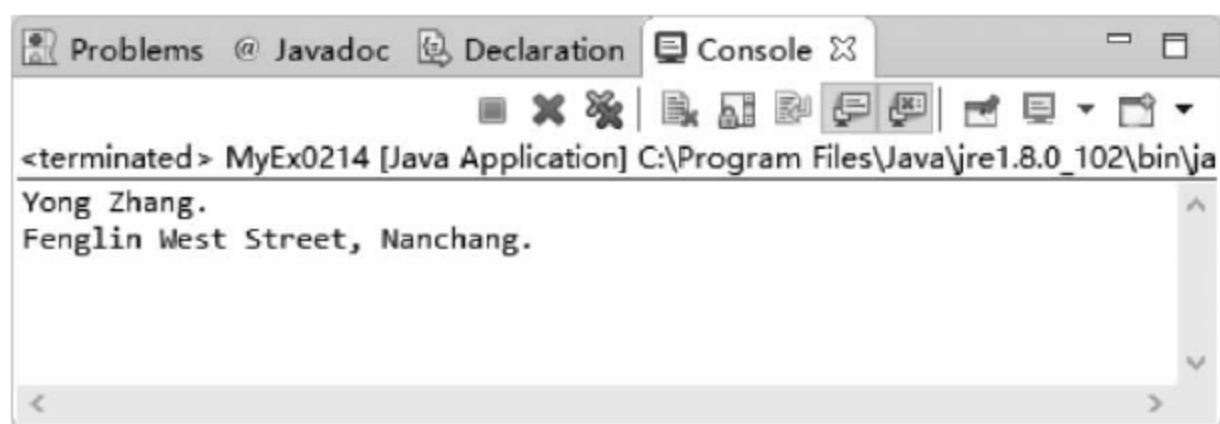 Problems @ Javadoc Declaration Console
<terminated> MyEx0214 [Java Application] C:\Program Files\Java\jre1.8.0_102\bin\ja
Yong Zhang.
Fenglin West Street, Nanchang.